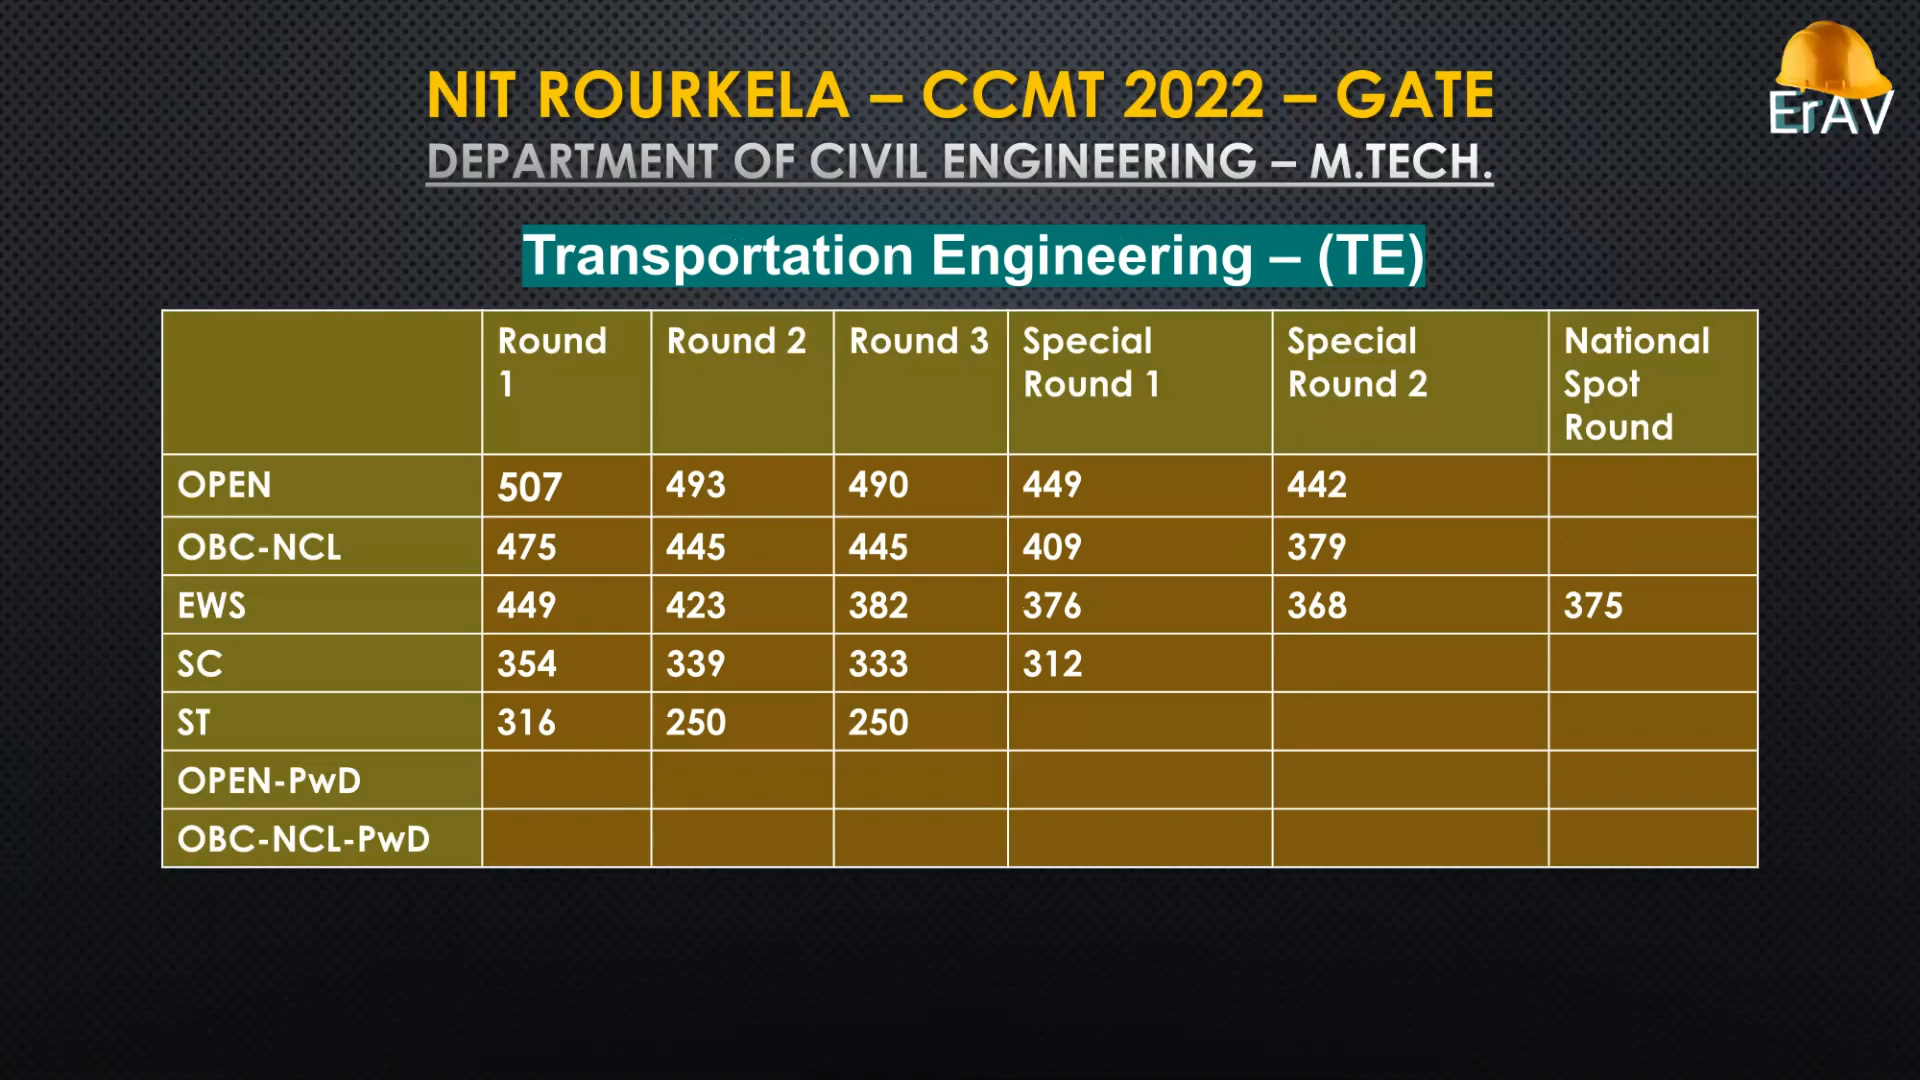 NIT ROURKELA – CCMT 2022 – GATE
ErAV
DEPARTMENT OF CIVIL ENGINEERING – M.TECH.
Transportation Engineering – (TE)
Round 1 Round 2 Round 3 Special Round 1 Special Round 2 National Spot Round
OPEN 507 493 490 449 442
OBC-NCL 475 445 445 409 379
EWS 449 423 382 376 368 375
SC 354 339 333 312
ST 316 250 250
OPEN-PwD
OBC-NCL-PwD